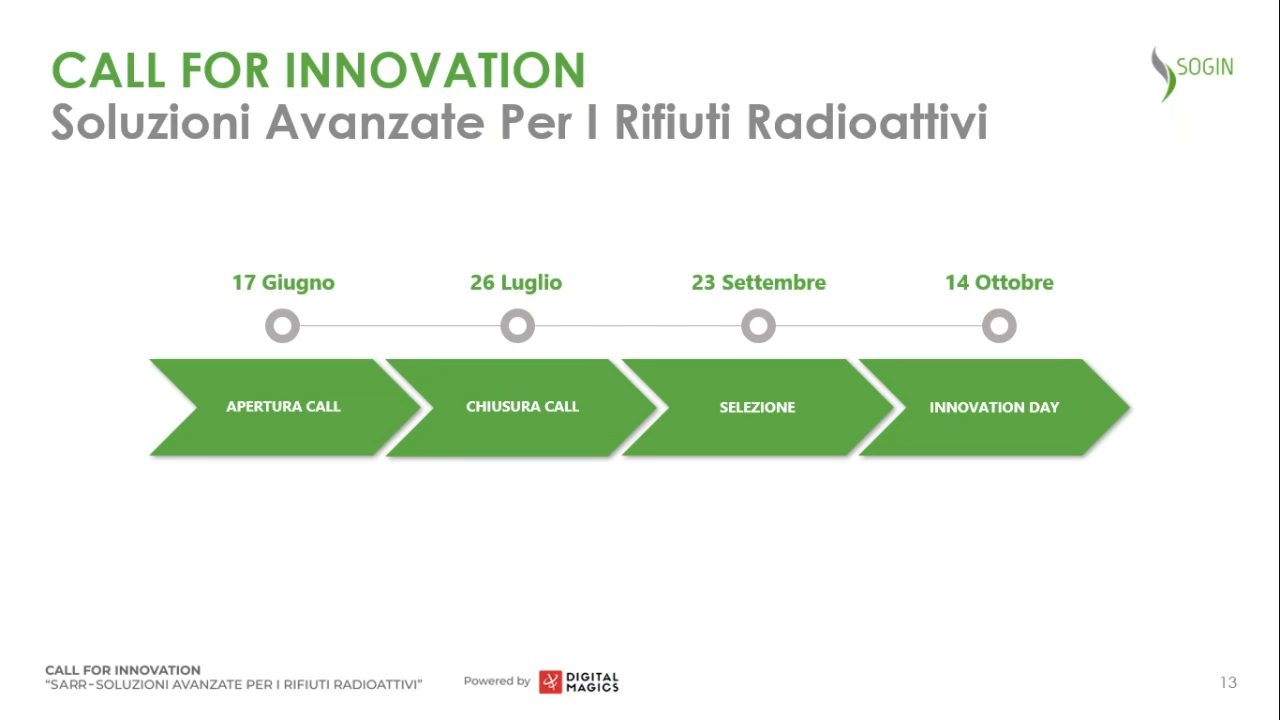 CALL FOR INNOVATION
Soluzioni Avanzate Per I Rifiuti Radioattivi
SOGIN
17 Giugno
26 Luglio
23 Settembre
14 Ottobre
APERTURA CALL
CHIUSURA CALL
SELEZIONE
INNOVATION DAY
CALL FOR INNOVATION
“SARR-SOLUZIONI AVANZATE PER I RIFIUTI RADIOATTIVI”
Powered by
DIGITAL
MAGICS
13